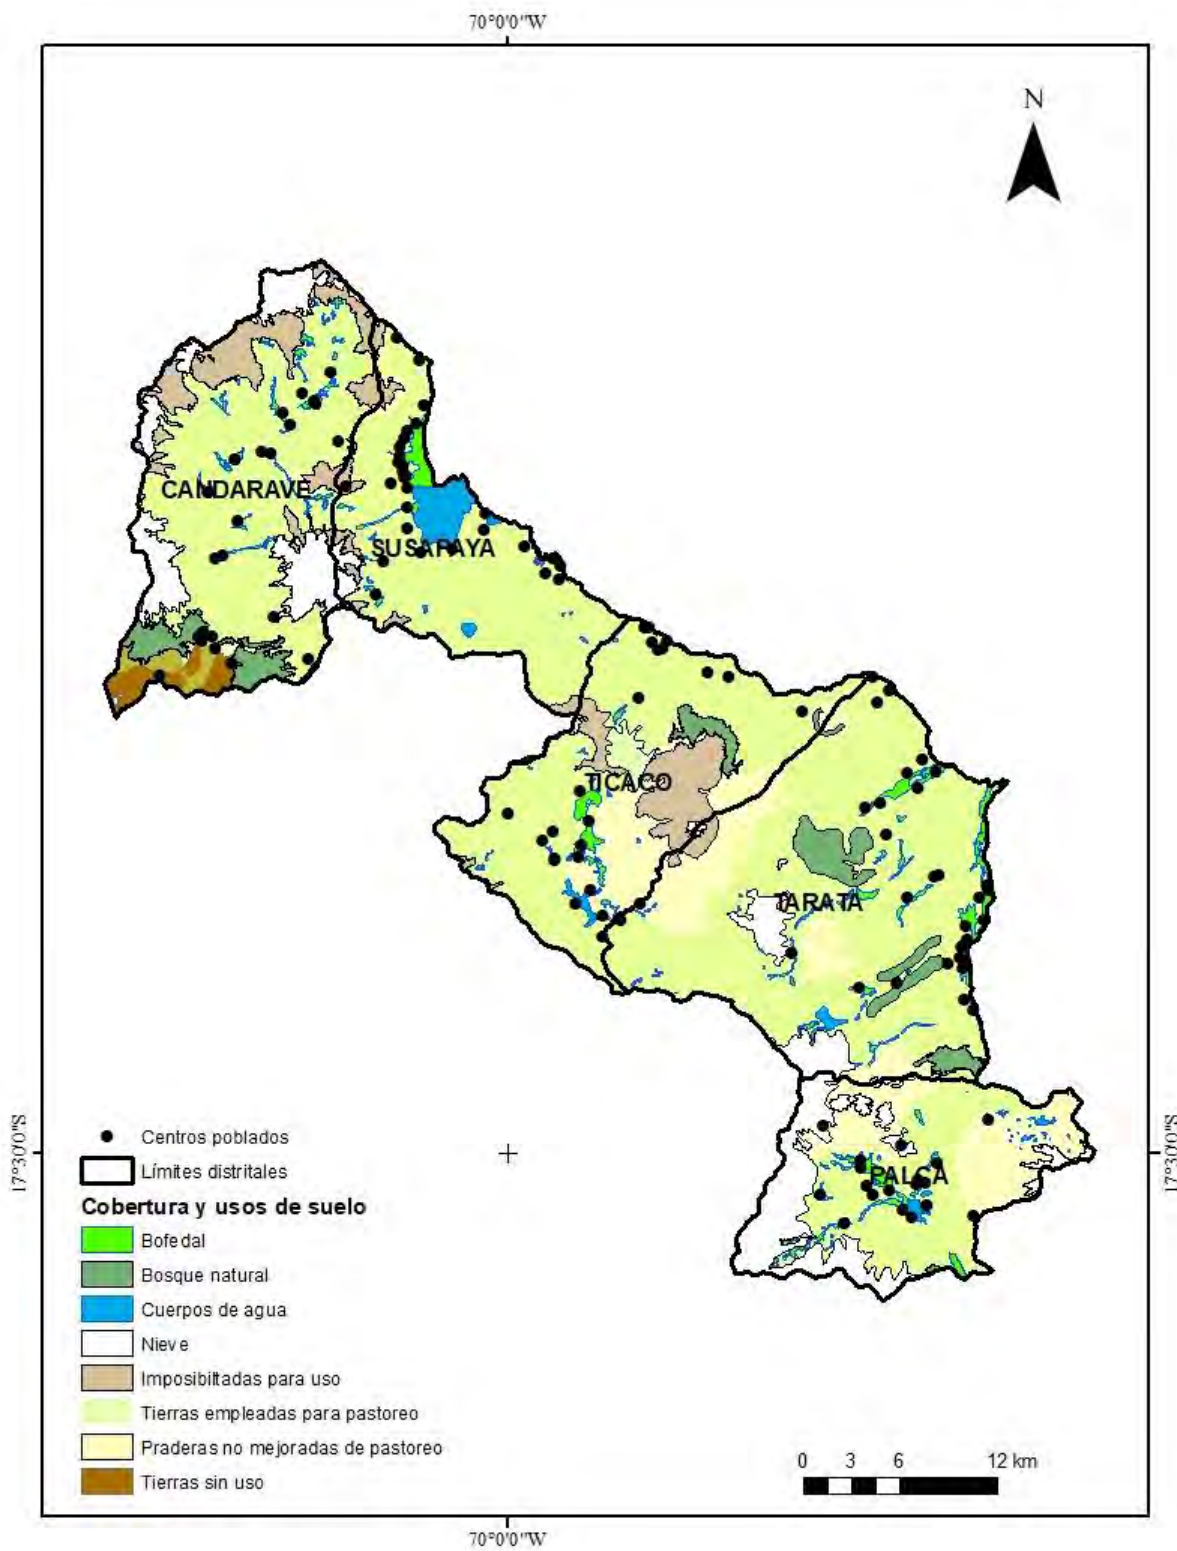 70°0'0"W
N
CANDARAVE
SUSAPAYA
TICACO
TARATA
17°30'0"S
17°30'0"S
PALCA
Centros poblados
Límites distritales
Cobertura y usos de suelo
Bofedal
Bosque natural
Cuerpos de agua
Nieve
Imposibiltadas para uso
Tierras empleadas para pastoreo
Praderas no mejoradas de pastoreo
Tierras sin uso
0 3 6 12 km
70°0'0"W